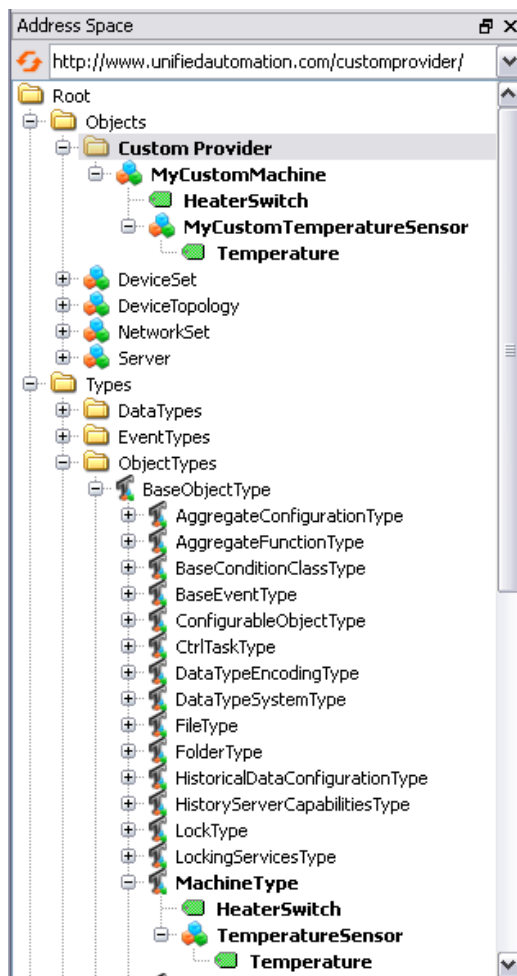 Address Space
http://www.unifiedautomation.com/customprovider/
Root
Objects
Custom Provider
MyCustomMachine
HeaterSwitch
MyCustomTemperatureSensor
Temperature
DeviceSet
DeviceTopology
NetworkSet
Server
Types
DataTypes
EventTypes
ObjectTypes
BaseObjectType
AggregateConfigurationType
AggregateFunctionType
BaseConditionClassType
BaseEventType
ConfigurableObjectType
CtrlTaskType
DataTypeEncodingType
DataTypeSystemType
FileType
FolderType
HistoricalDataConfigurationType
HistoryServerCapabilitiesType
LockType
LockingServicesType
MachineType
HeaterSwitch
TemperatureSensor
Temperature